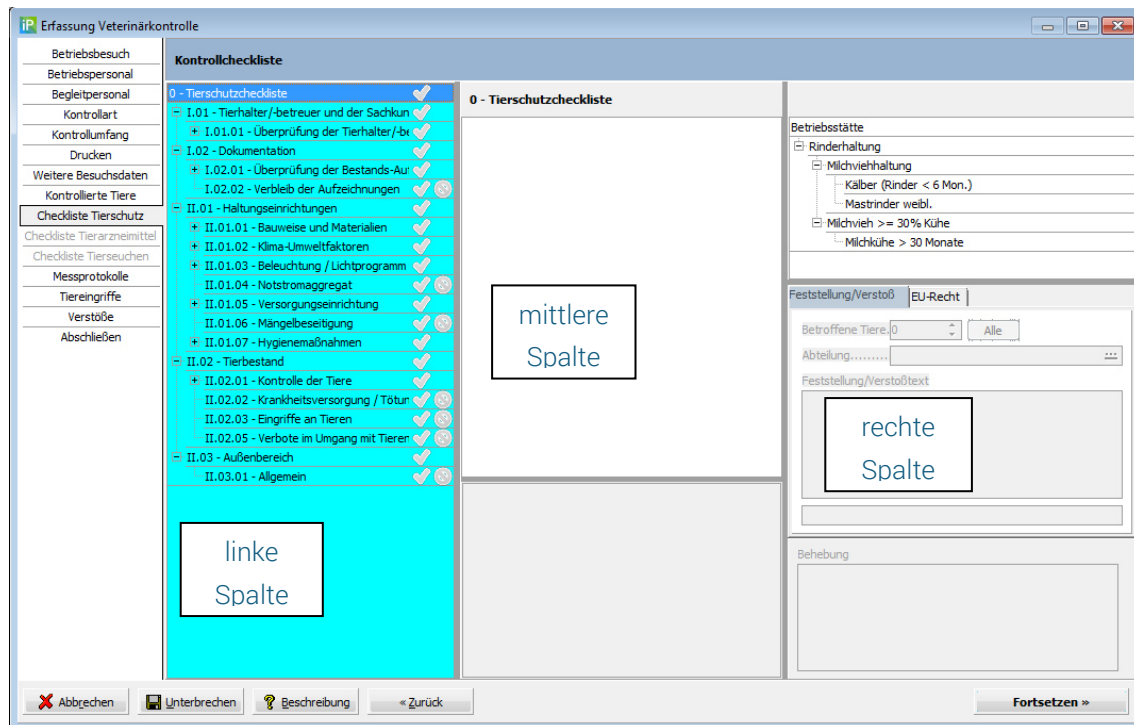 Erfassung Veterinärkontrolle
Betriebsbesuch
Betriebspersonal
Begleitpersonal
Kontrollart
Kontrollumfang
Drucken
Weitere Besuchsdaten
Kontrollierte Tiere
Checkliste Tierschutz
Checkliste Tierarzneimittel
Checkliste Tierseuchen
Messprotokolle
Tiereingriffe
Verstöße
Abschließen
Kontrollcheckliste
0 - Tierschutzcheckliste
I.01 - Tierhalter/-betreuer und der Sachkun
I.01.01 - Überprüfung der Tierhalter/-be
I.02 - Dokumentation
I.02.01 - Überprüfung der Bestands-Auf
I.02.02 - Verbleib der Aufzeichnungen
II.01 - Haltungseinrichtungen
II.01.01 - Bauweise und Materialien
II.01.02 - Klima-Umweltfaktoren
II.01.03 - Beleuchtung / Lichtprogramm
II.01.04 - Notstromaggregat
II.01.05 - Versorgungseinrichtung
II.01.06 - Mängelbeseitigung
II.01.07 - Hygienemaßnahmen
II.02 - Tierbestand
II.02.01 - Kontrolle der Tiere
II.02.02 - Krankheitsversorgung / Tötun
II.02.03 - Eingriffe an Tieren
II.02.05 - Verbote im Umgang mit Tieren
II.03 - Außenbereich
II.03.01 - Allgemein
linke
Spalte
0 - Tierschutzcheckliste
mittlere
Spalte
Betriebsstätte
Rinderhaltung
Milchviehhaltung
Kälber (Rinder < 6 Mon.)
Mastrinder weibl.
Milchvieh >= 30% Kühe
Milchkühe > 30 Monate
Feststellung/Verstoß EU-Recht
Betroffene Tiere. 0 Alle
Abteilung.........
Feststellung/Verstoßtext
rechte
Spalte
Behebung
Abbrechen Unterbrechen Beschreibung « Zurück Fortsetzen »